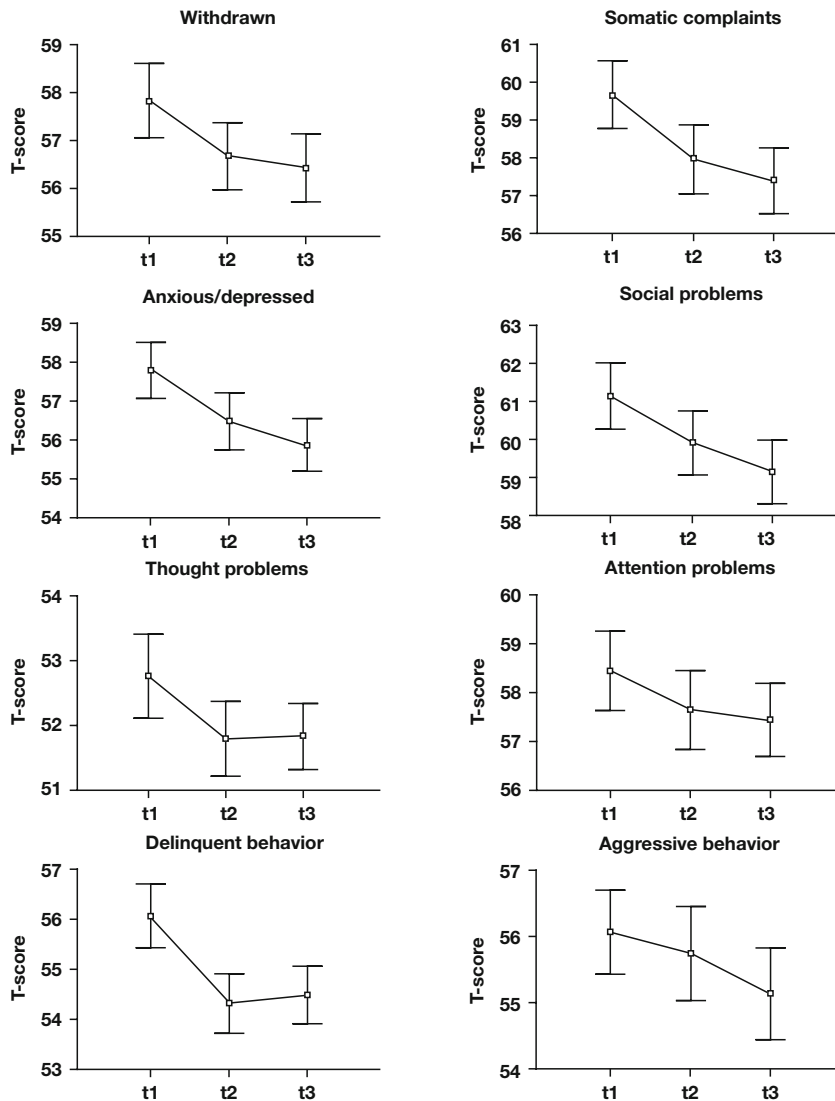 Withdrawn
59
58
57
56
55
T-score
t1 t2 t3
Somatic complaints
61
60
59
58
57
56
T-score
t1 t2 t3
Anxious/depressed
59
58
57
56
55
54
T-score
t1 t2 t3
Social problems
63
62
61
60
59
58
T-score
t1 t2 t3
Thought problems
54
53
52
51
T-score
t1 t2 t3
Attention problems
60
59
58
57
56
T-score
t1 t2 t3
Delinquent behavior
57
56
55
54
53
T-score
t1 t2 t3
Aggressive behavior
57
56
55
54
T-score
t1 t2 t3